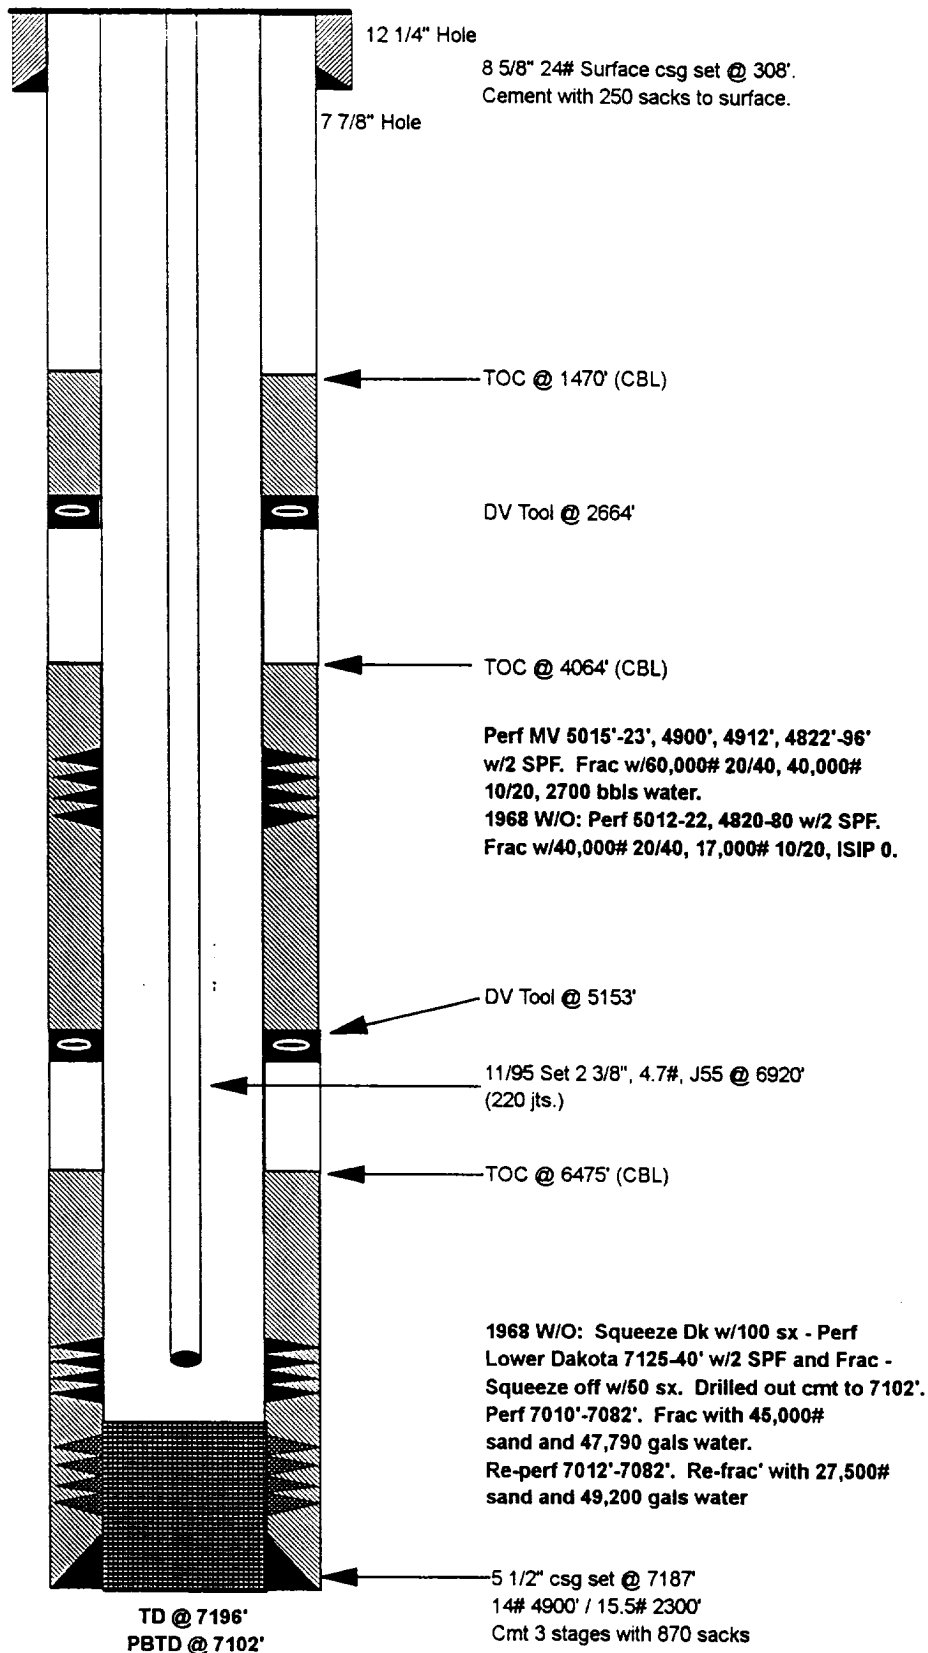 12 1/4" Hole
8 5/8" 24# Surface csg set @ 308'.
Cement with 250 sacks to surface.
7 7/8" Hole
TOC @ 1470' (CBL)
DV Tool @ 2664'
TOC @ 4064' (CBL)
Perf MV 5015'-23', 4900', 4912', 4822'-96'
w/2 SPF. Frac w/60,000# 20/40, 40,000#
10/20, 2700 bbls water.
1968 W/O: Perf 5012-22, 4820-80 w/2 SPF.
Frac w/40,000# 20/40, 17,000# 10/20, ISIP 0.
DV Tool @ 5153'
11/95 Set 2 3/8", 4.7#, J55 @ 6920'
(220 jts.)
TOC @ 6475' (CBL)
1968 W/O: Squeeze Dk w/100 sx - Perf
Lower Dakota 7125-40' w/2 SPF and Frac -
Squeeze off w/50 sx. Drilled out cmt to 7102'.
Perf 7010'-7082'. Frac with 45,000#
sand and 47,790 gals water.
Re-perf 7012'-7082'. Re-frac' with 27,500#
sand and 49,200 gals water
5 1/2" csg set @ 7187'
14# 4900' / 15.5# 2300'
Cmt 3 stages with 870 sacks
TD @ 7196'
PBTD @ 7102'